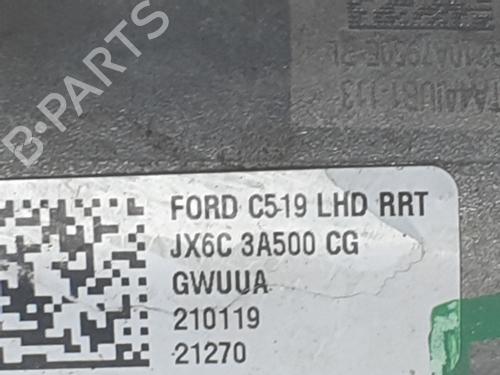 B-PARTS
FORD C519 LHD RRT
JX6C 3A500 CG
GWUUA
210119
21270